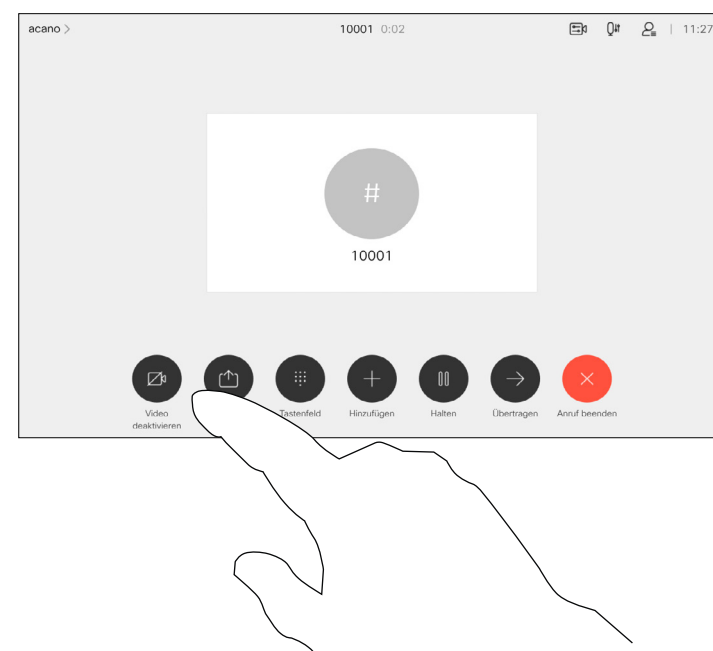 acano >
10001 0:02
11:27
#
10001
Video
deaktivieren
Tastenfeld
Hinzufügen
Halten
Übertragen
Anruf beenden